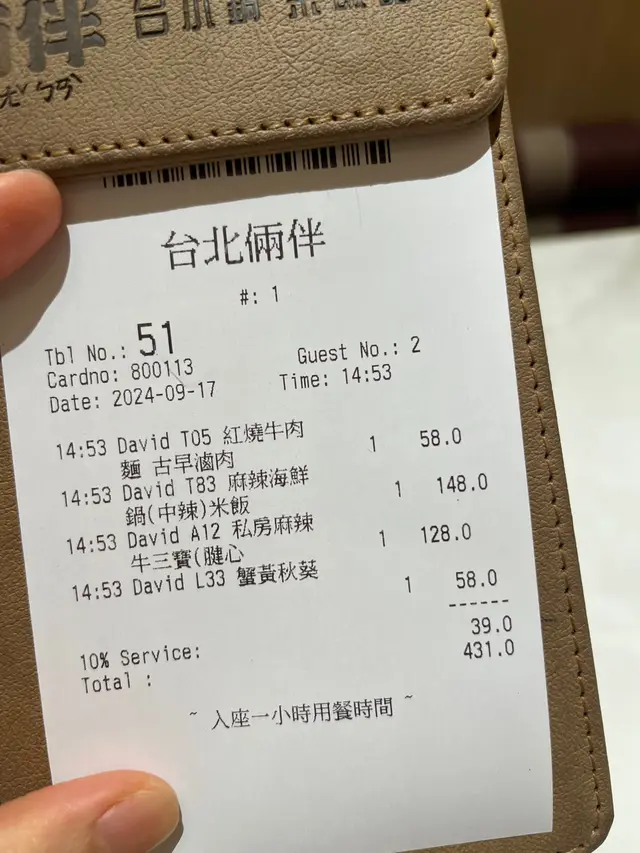 伴
ㄤˇ ㄅㄢˋ
台北倆伴
#: 1
Tbl No.: 51 Guest No.: 2
Cardno: 800113
Date: 2024-09-17 Time: 14:53
14:53 David T05 紅燒牛肉 1 58.0
麵 古早滷肉
14:53 David T83 麻辣海鮮 1 148.0
鍋(中辣)米飯
14:53 David A12 私房麻辣 1 128.0
牛三寶(腱心
14:53 David L33 蟹黃秋葵 1 58.0
------
10% Service: 39.0
Total : 431.0
~ 入座一小時用餐時間 ~